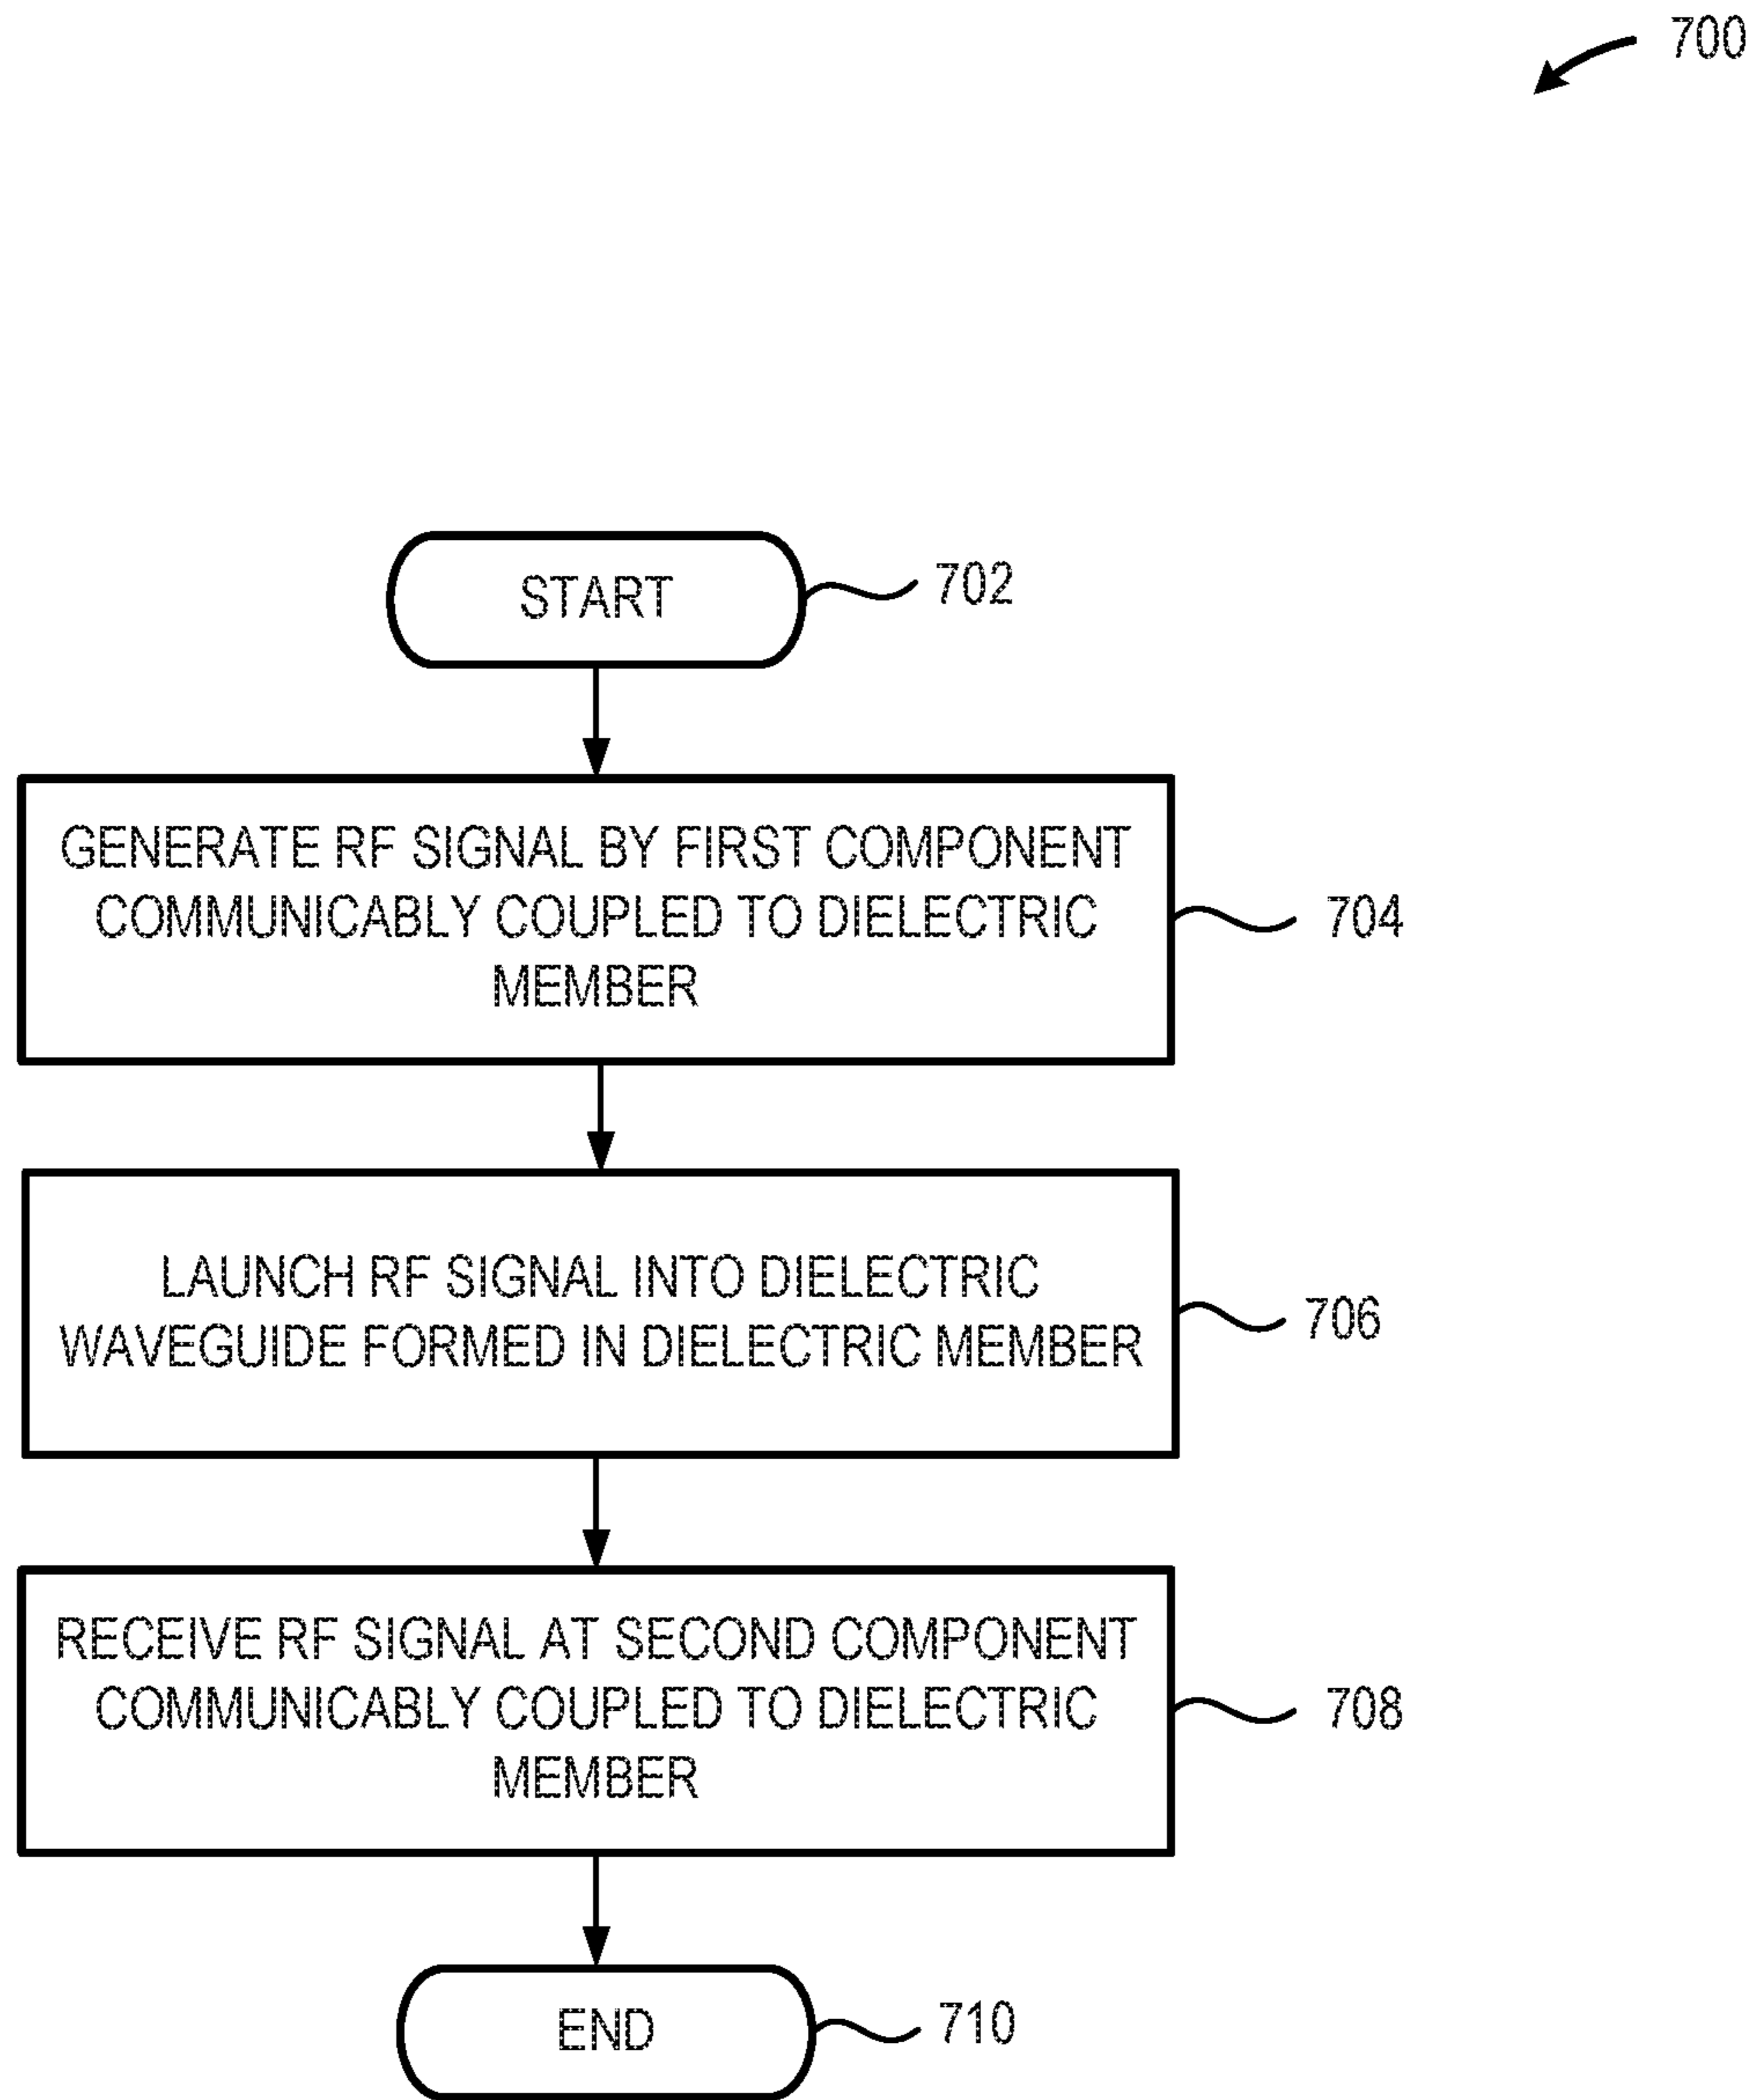 700
START
702
GENERATE RF SIGNAL BY FIRST COMPONENT
COMMUNICABLY COUPLED TO DIELECTRIC
MEMBER
704
LAUNCH RF SIGNAL INTO DIELECTRIC
WAVEGUIDE FORMED IN DIELECTRIC MEMBER
706
RECEIVE RF SIGNAL AT SECOND COMPONENT
COMMUNICABLY COUPLED TO DIELECTRIC
MEMBER
708
END
710